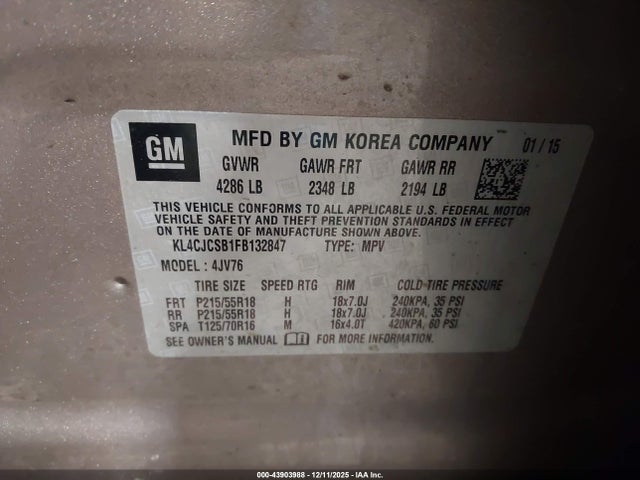 GM MFD BY GM KOREA COMPANY 01 / 15
GVWR GAWR FRT GAWR RR
4286 LB 2348 LB 2194 LB
THIS VEHICLE CONFORMS TO ALL APPLICABLE U.S. FEDERAL MOTOR
VEHICLE SAFETY AND THEFT PREVENTION STANDARDS IN EFFECT
ON THE DATE OF MANUFACTURE SHOWN ABOVE.
KL4CJCSB1FB132847 TYPE: MPV
MODEL : 4JV76
TIRE SIZE SPEED RTG RIM COLD TIRE PRESSURE
FRT P215/55R18 H 18x7.0J 240KPA, 35 PSI
RR P215/55R18 H 18x7.0J 240KPA, 35 PSI
SPA T125/70R16 M 16x4.0T 420KPA, 60 PSI
SEE OWNER'S MANUAL FOR MORE INFORMATION.
000-43903988 - 12/11/2025 - IAA Inc.